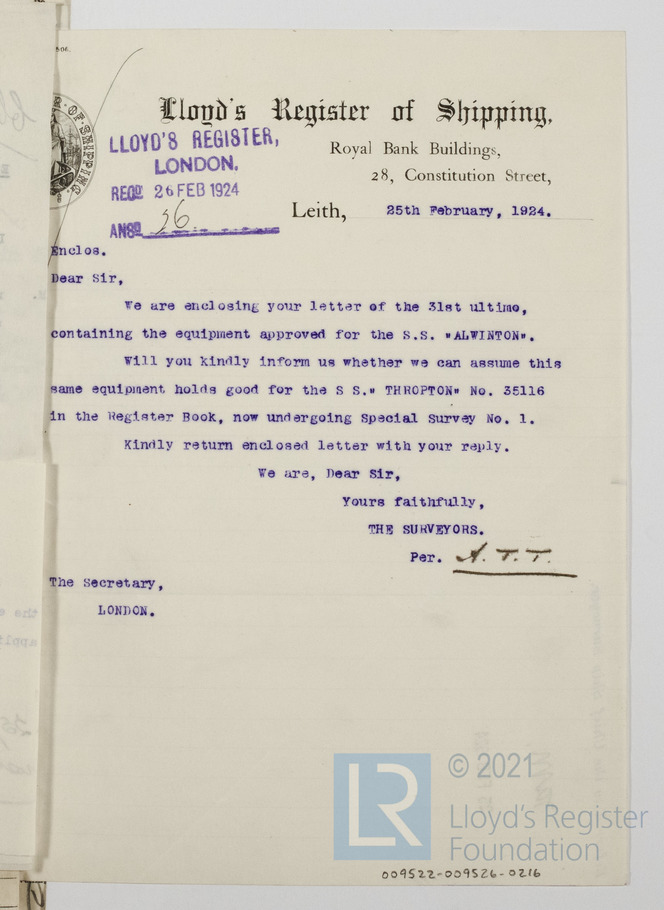 Lloyd's Register of Shipping,
Royal Bank Buildings,
28, Constitution Street,
LLOYD'S REGISTER,
LONDON.
RECD 26 FEB 1924
ANSD 26
Leith, 25th February, 1924.
Enclos.
Dear Sir,
We are enclosing your letter of the 31st ultimo,
containing the equipment approved for the S.S. "ALWINTON".
Will you kindly inform us whether we can assume this
same equipment holds good for the S S." THROPTON" No. 35116
in the Register Book, now undergoing Special Survey No. 1.
Kindly return enclosed letter with your reply.
We are, Dear Sir,
Yours faithfully,
THE SURVEYORS.
Per. A. T. T.
The Secretary,
LONDON.
LR
© 2021
Lloyd's Register
Foundation
009522-009526-0216